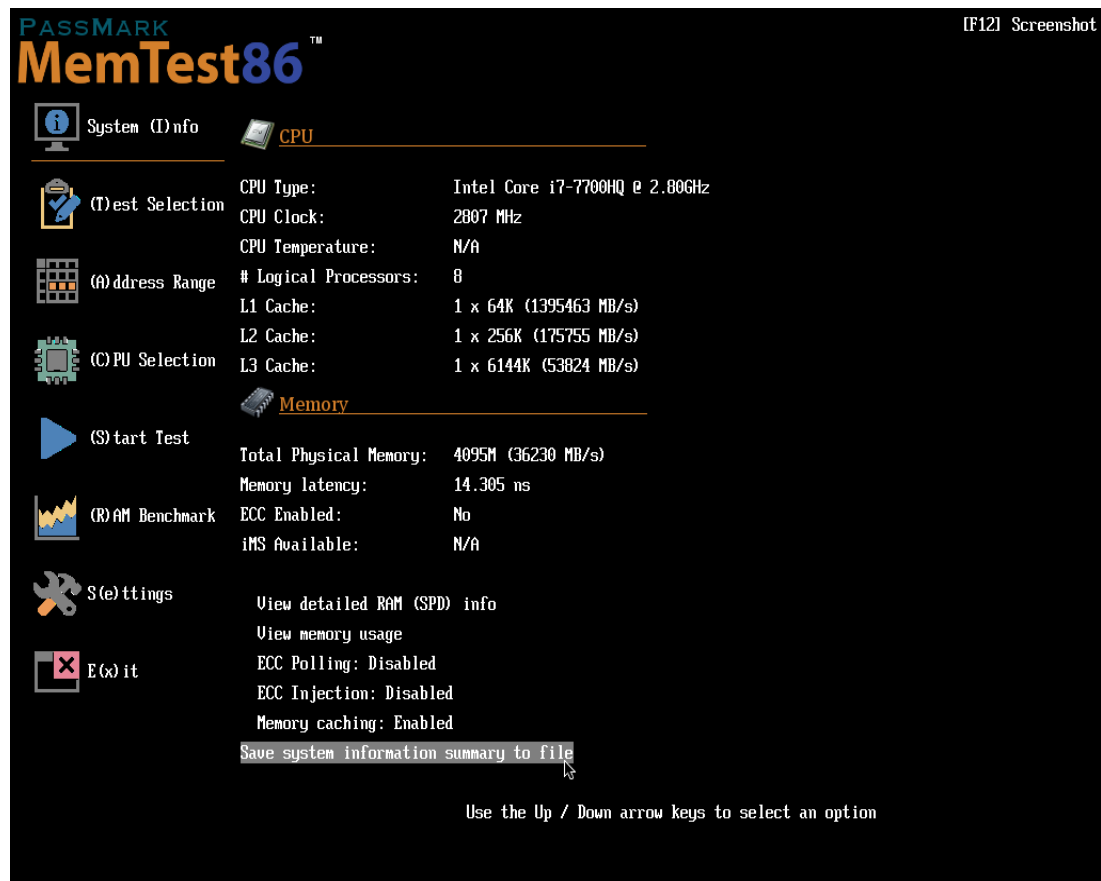 PASSMARK
MemTest86™
[F12] Screenshot
System (I)nfo
(T)est Selection
(A)ddress Range
(C)PU Selection
(S)tart Test
(R)AM Benchmark
S(e)ttings
E(x)it
CPU
CPU Type: Intel Core i7-7700HQ @ 2.80GHz
CPU Clock: 2807 MHz
CPU Temperature: N/A
# Logical Processors: 8
L1 Cache: 1 x 64K (1395463 MB/s)
L2 Cache: 1 x 256K (175755 MB/s)
L3 Cache: 1 x 6144K (53824 MB/s)
Memory
Total Physical Memory: 4095M (36230 MB/s)
Memory latency: 14.305 ns
ECC Enabled: No
iMS Available: N/A
View detailed RAM (SPD) info
View memory usage
ECC Polling: Disabled
ECC Injection: Disabled
Memory caching: Enabled
Save system information summary to file
Use the Up / Down arrow keys to select an option